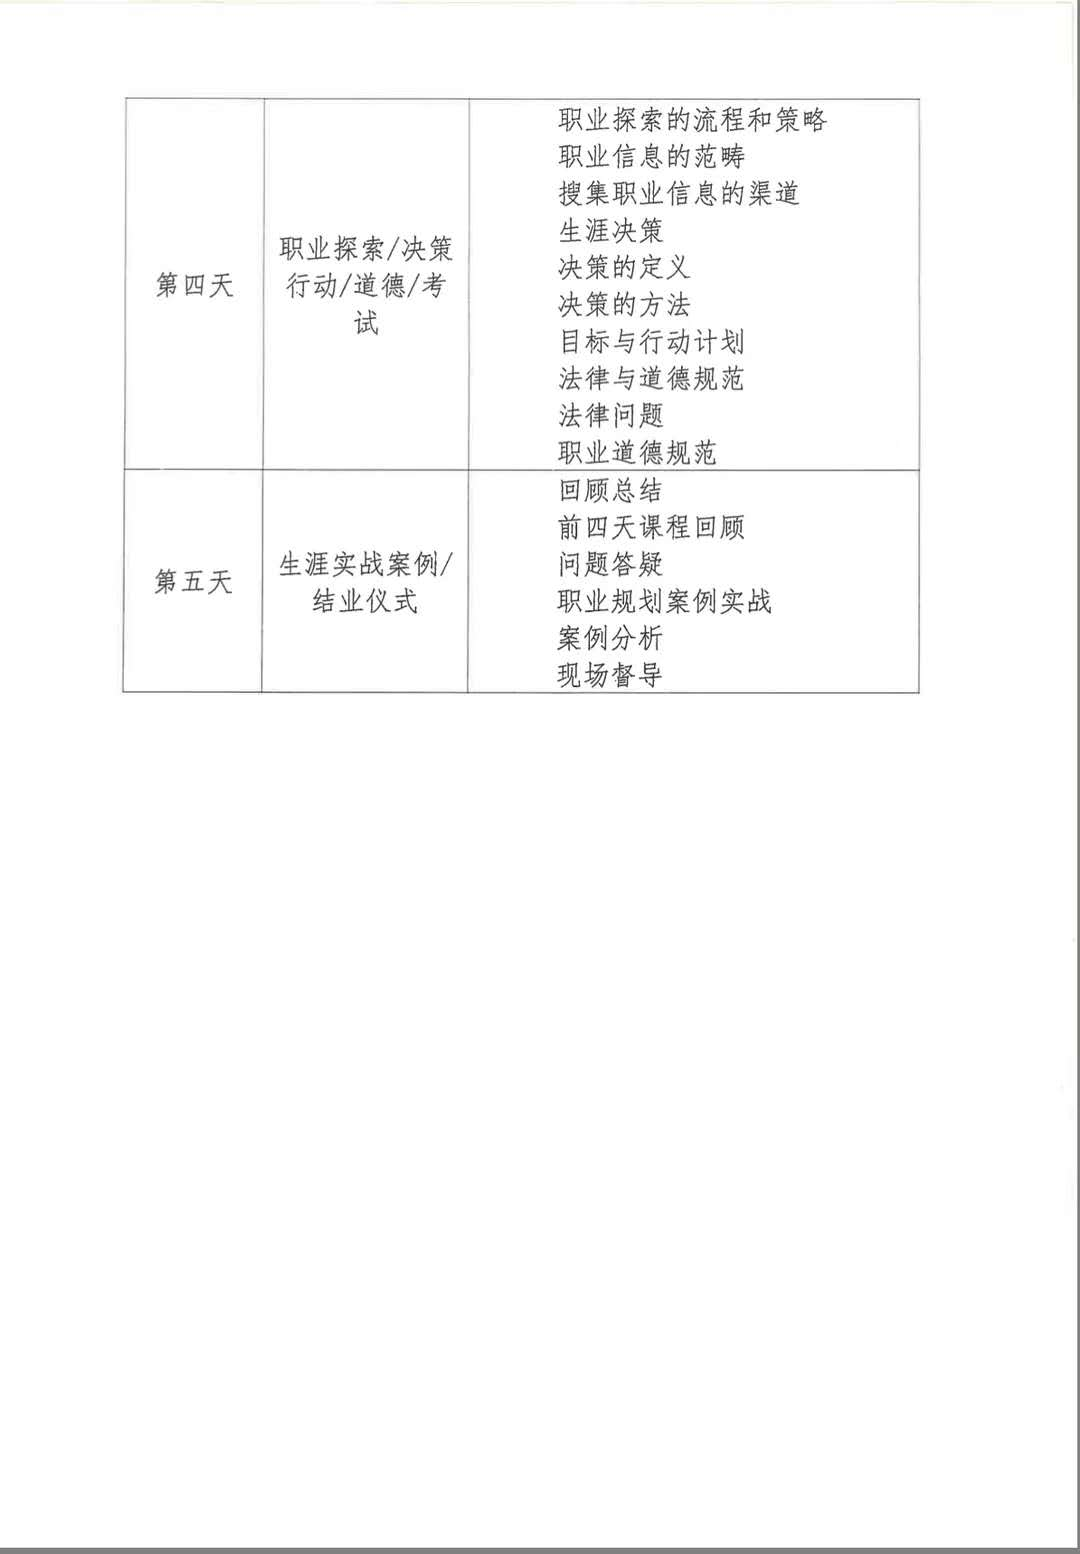 第四天
职业探索/决策
行动/道德/考
试
职业探索的流程和策略
职业信息的范畴
搜集职业信息的渠道
生涯决策
决策的定义
决策的方法
目标与行动计划
法律与道德规范
法律问题
职业道德规范
第五天
生涯实战案例/
结业仪式
回顾总结
前四天课程回顾
问题答疑
职业规划案例实战
案例分析
现场督导